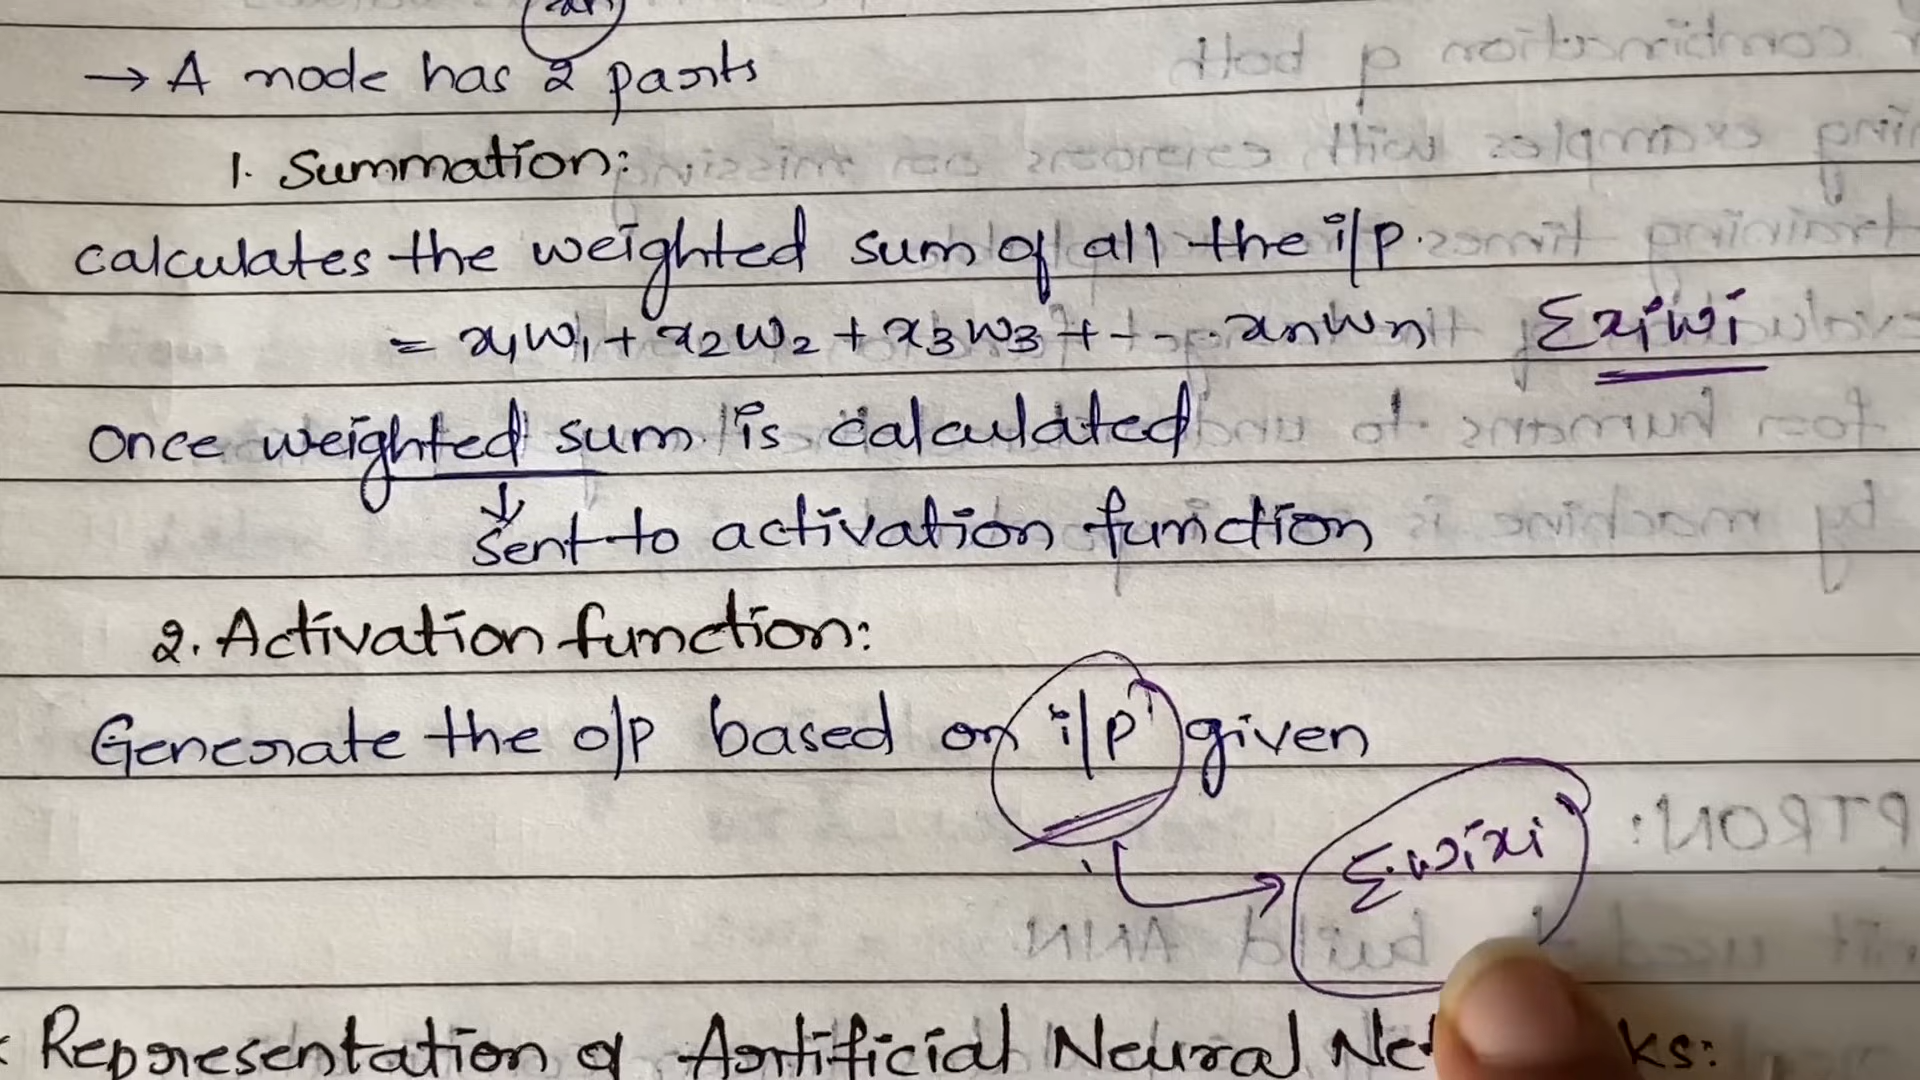 → A node has 2 parts
1. Summation:
calculates the weighted sum of all the i/p.
= x1w1 + x2w2 + x3w3 + - - . xnwn Σxiwi
Once weighted sum is calculated
↓
sent to activation function
2. Activation function:
Generate the o/p based on i/p given
→ Σwixi
Representation of Artificial Neural Net ks: